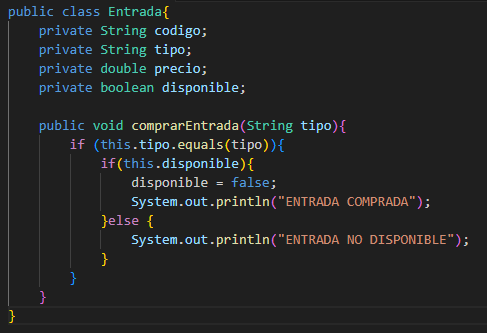 public class Entrada{
    private String codigo;
    private String tipo;
    private double precio;
    private boolean disponible;
    public void comprarEntrada(String tipo){
        if (this.tipo.equals(tipo)){
            if(this.disponible){
                disponible = false;
                System.out.println("ENTRADA COMPRADA");
            }else {
                System.out.println("ENTRADA NO DISPONIBLE");
            }
        }
    }
}